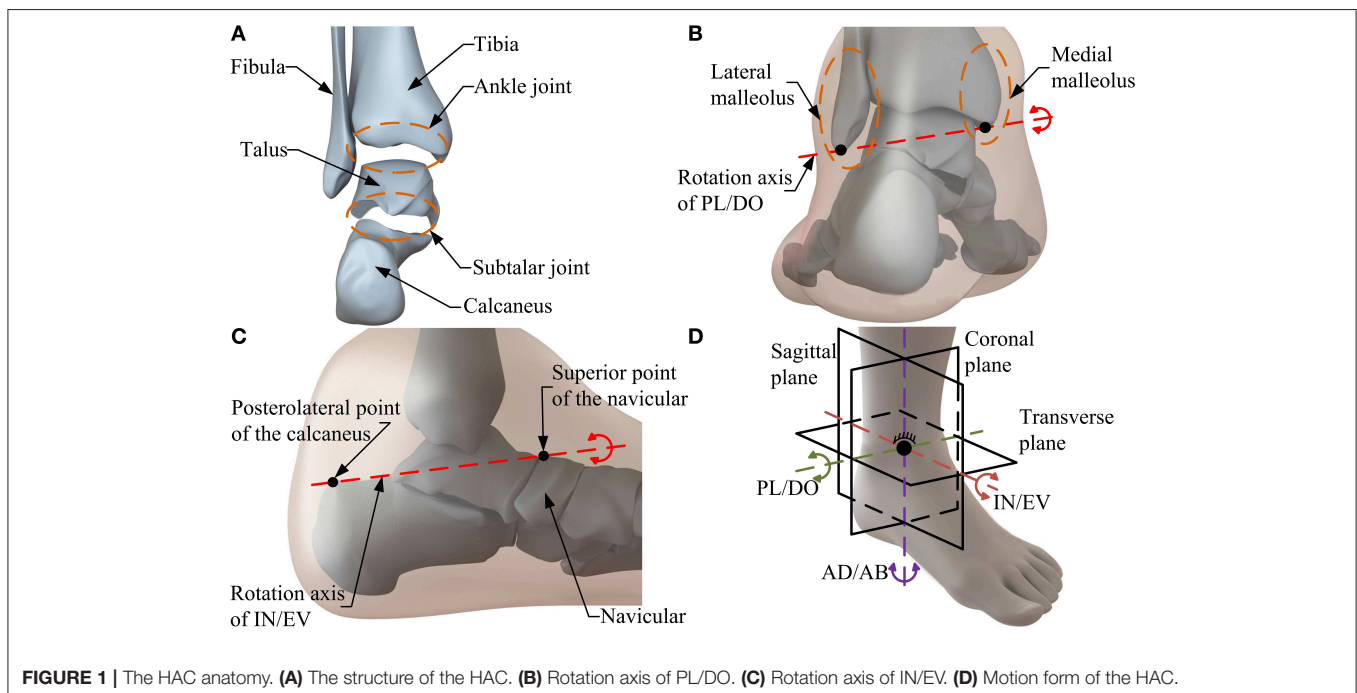 A
Fibula
Tibia
Ankle joint
Talus
Subtalar joint
Calcaneus
B
Lateral
malleolus
Medial
malleolus
Rotation axis
of PL/DO
C
Posterolateral point
of the calcaneus
Superior point
of the navicular
Rotation axis
of IN/EV
Navicular
D
Sagittal
plane
Coronal
plane
Transverse
plane
PL/DO
IN/EV
AD/AB
FIGURE 1 | The HAC anatomy. (A) The structure of the HAC. (B) Rotation axis of PL/DO. (C) Rotation axis of IN/EV. (D) Motion form of the HAC.